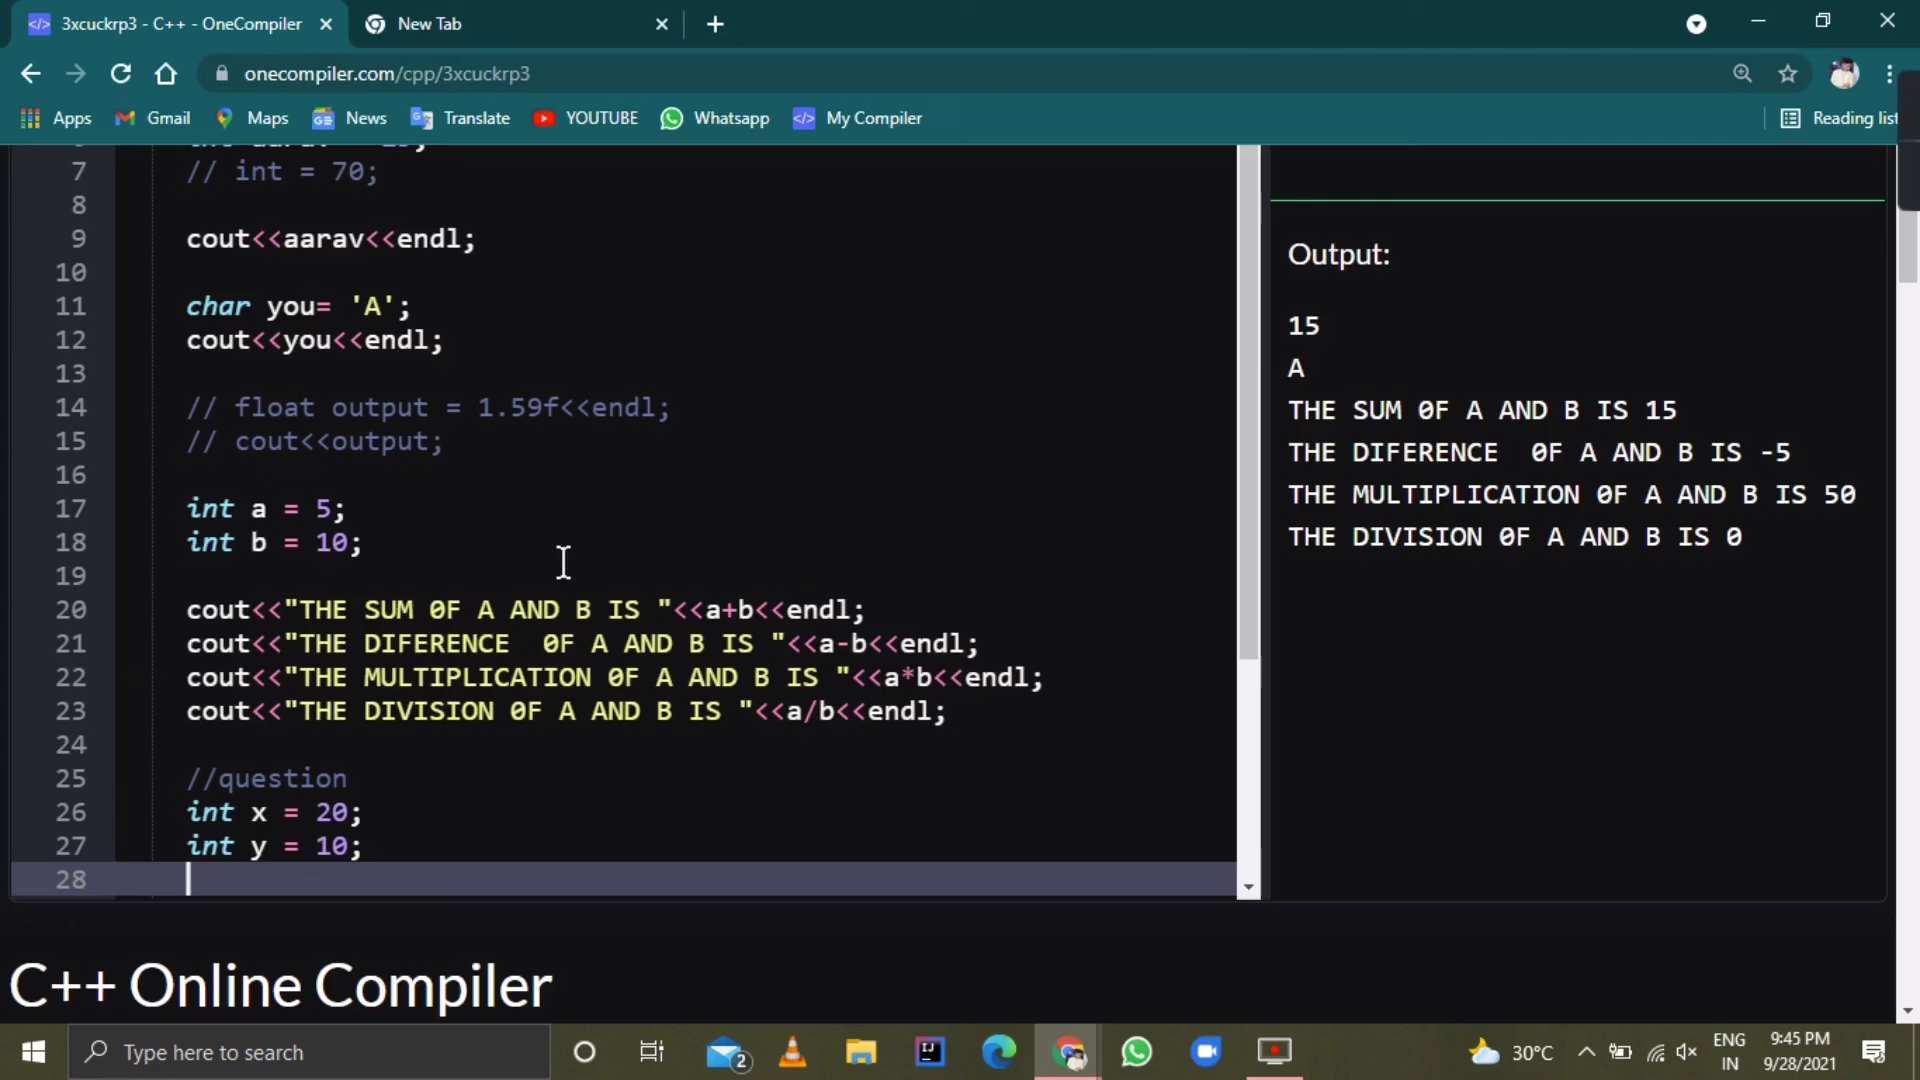 3xcuckrp3 - C++ - OneCompiler
New Tab
onecompiler.com/cpp/3xcuckrp3
Apps Gmail Maps News Translate YOUTUBE Whatsapp My Compiler Reading list
7 // int = 70;
8
9 cout<<aarav<<endl;
10
11 char you= 'A';
12 cout<<you<<endl;
13
14 // float output = 1.59f<<endl;
15 // cout<<output;
16
17 int a = 5;
18 int b = 10;
19
20 cout<<"THE SUM 0F A AND B IS "<<a+b<<endl;
21 cout<<"THE DIFERENCE  0F A AND B IS "<<a-b<<endl;
22 cout<<"THE MULTIPLICATION 0F A AND B IS "<<a*b<<endl;
23 cout<<"THE DIVISION 0F A AND B IS "<<a/b<<endl;
24
25 //question
26 int x = 20;
27 int y = 10;
28
Output:
15
A
THE SUM 0F A AND B IS 15
THE DIFERENCE  0F A AND B IS -5
THE MULTIPLICATION 0F A AND B IS 50
THE DIVISION 0F A AND B IS 0
C++ Online Compiler
Type here to search
2
30°C
ENG
IN
9:45 PM
9/28/2021